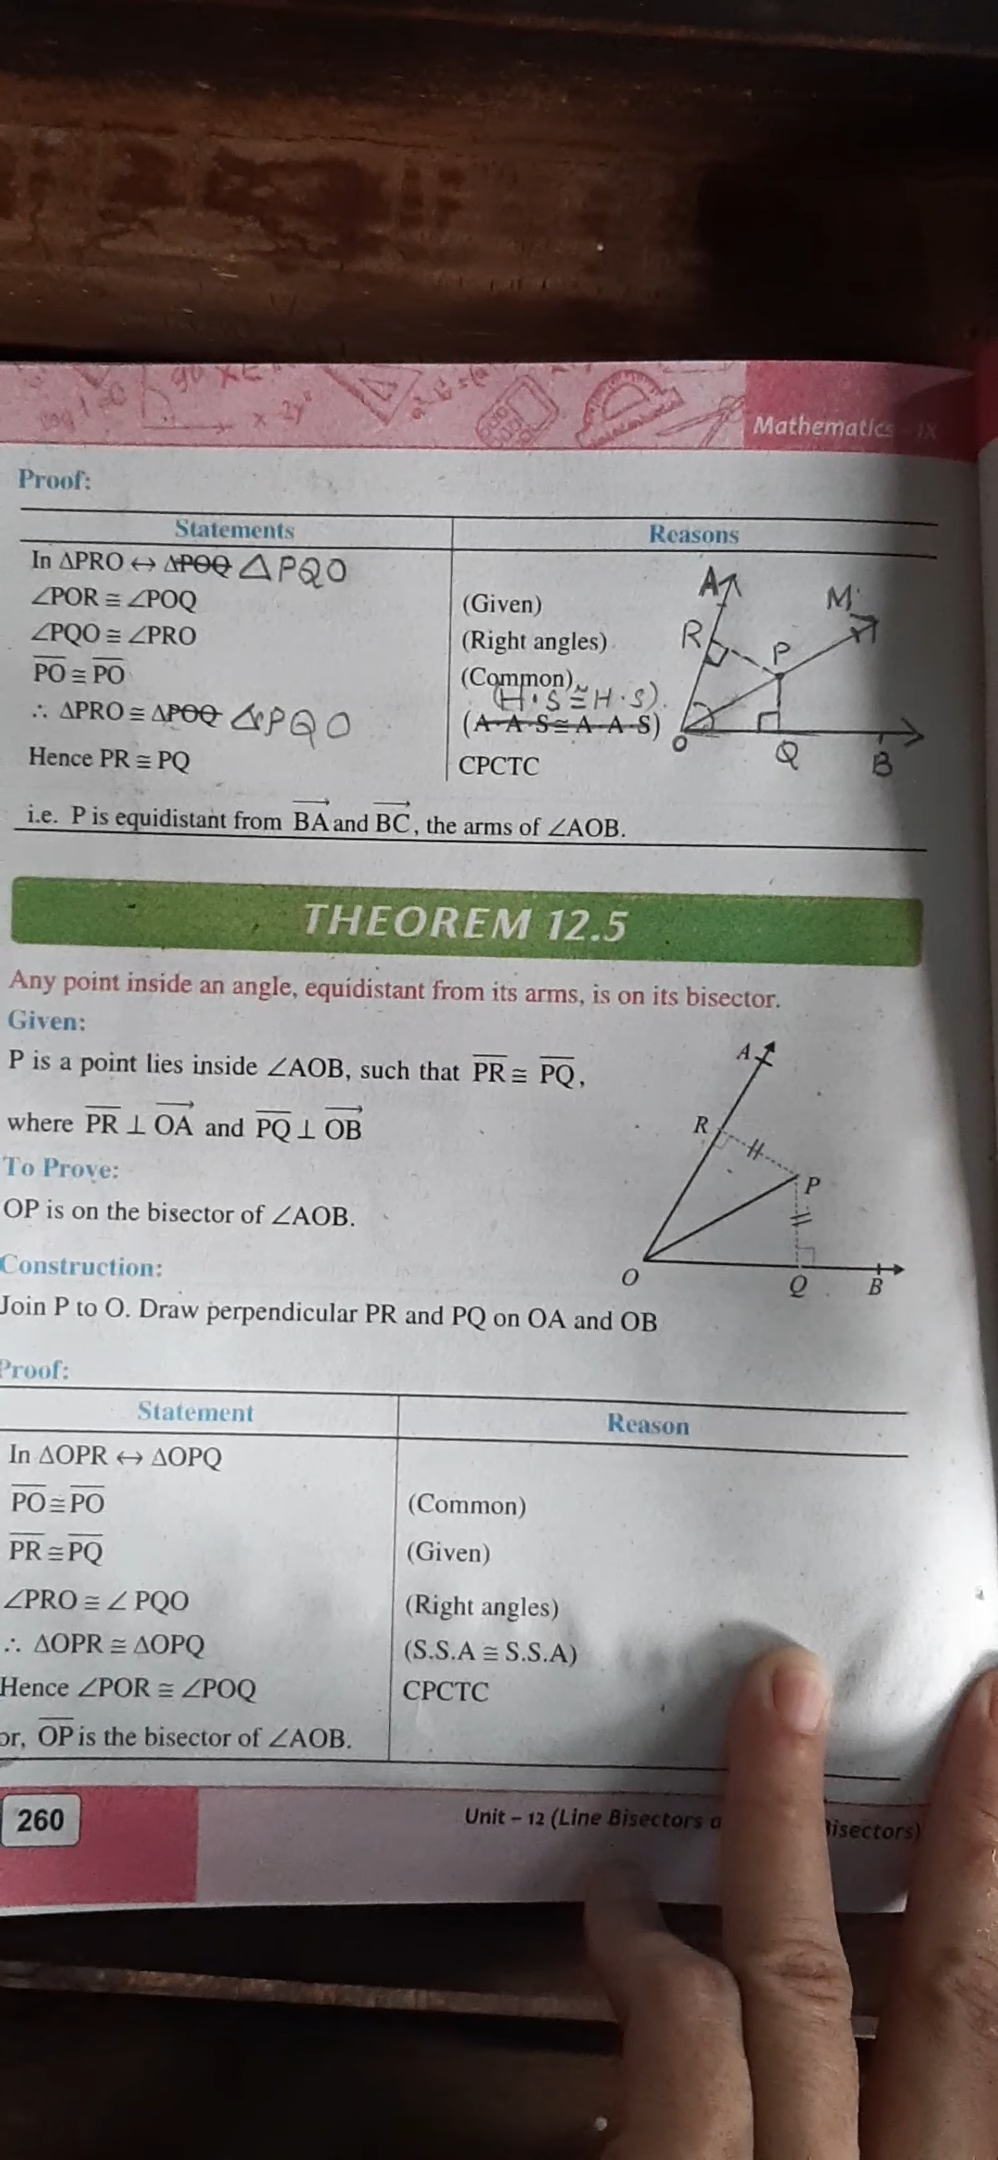 Mathematics - IX
Proof:
Statements Reasons
In ΔPRO ↔ ΔPOQ ΔPQO
∠POR ≅ ∠POQ (Given)
∠PQO ≅ ∠PRO (Right angles)
PO ≅ PO (Common)
(H.S ≅ H.S).
∴ ΔPRO ≅ ΔPOQ ΔPQO (A-A-S ≅ A-A-S)
Hence PR ≅ PQ CPCTC
A
M
R
P
O
Q
B
i.e. P is equidistant from BA and BC, the arms of ∠AOB.
THEOREM 12.5
Any point inside an angle, equidistant from its arms, is on its bisector.
Given:
P is a point lies inside ∠AOB, such that PR ≅ PQ,
where PR ⊥ OA and PQ ⊥ OB
To Prove:
OP is on the bisector of ∠AOB.
Construction:
Join P to O. Draw perpendicular PR and PQ on OA and OB
A
R
P
O
Q
B
Proof:
Statement Reason
In ΔOPR ↔ ΔOPQ
PO ≅ PO (Common)
PR ≅ PQ (Given)
∠PRO ≅ ∠ PQO (Right angles)
∴ ΔOPR ≅ ΔOPQ (S.S.A ≅ S.S.A)
Hence ∠POR ≅ ∠POQ CPCTC
or, OP is the bisector of ∠AOB.
260
Unit – 12 (Line Bisectors